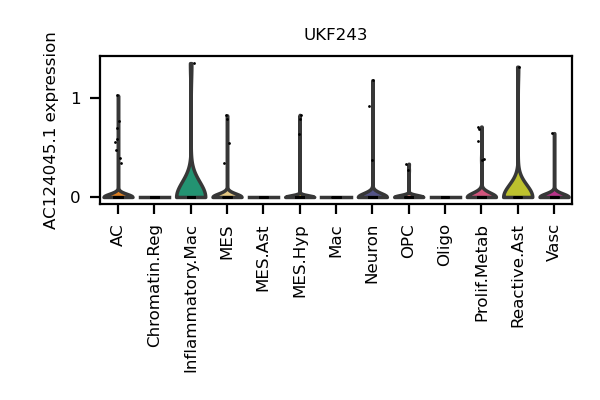 UKF243
AC124045.1 expression
1
0
AC
Chromatin.Reg
Inflammatory.Mac
MES
MES.Ast
MES.Hyp
Mac
Neuron
OPC
Oligo
Prolif.Metab
Reactive.Ast
Vasc